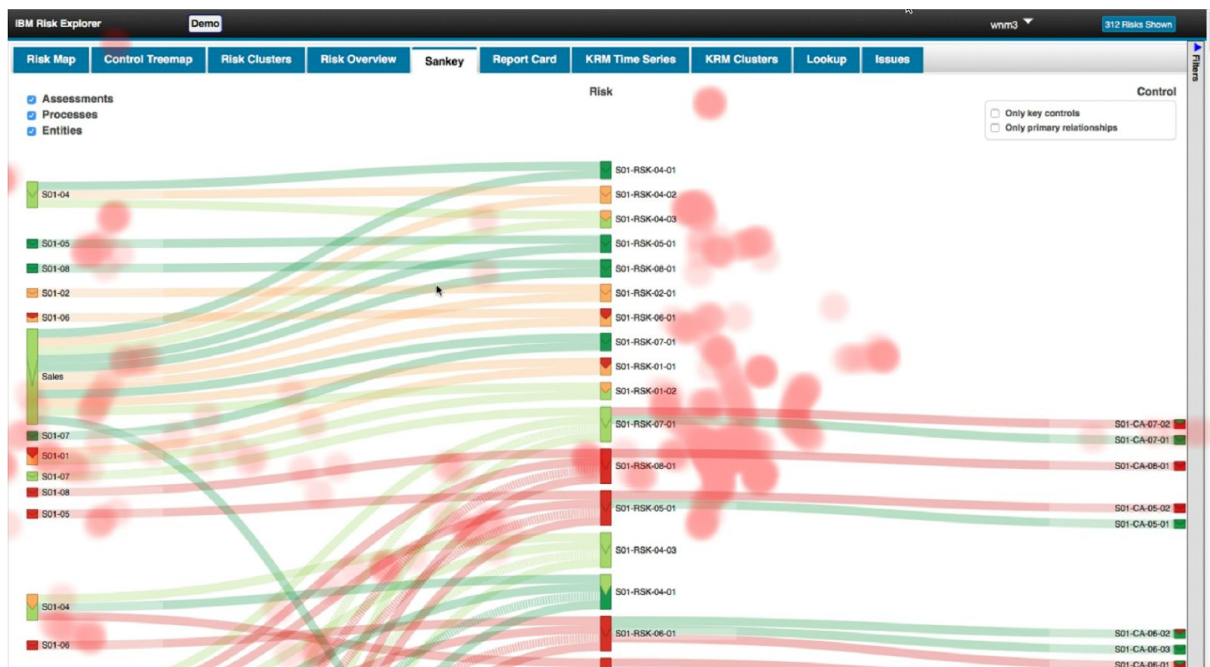 IBM Risk Explorer
Demo
wnm3
312 Risks Shown
Risk Map
Control Treemap
Risk Clusters
Risk Overview
Sankey
Report Card
KRM Time Series
KRM Clusters
Lookup
Issues
Filters
Assessments
Processes
Entities
Risk
Control
Only key controls
Only primary relationships
S01-04
S01-05
S01-08
S01-02
S01-06
Sales
S01-07
S01-01
S01-07
S01-08
S01-05
S01-04
S01-06
S01-RSK-04-01
S01-RSK-04-02
S01-RSK-04-03
S01-RSK-05-01
S01-RSK-08-01
S01-RSK-02-01
S01-RSK-06-01
S01-RSK-07-01
S01-RSK-01-01
S01-RSK-01-02
S01-RSK-07-01
S01-RSK-08-01
S01-RSK-05-01
S01-RSK-04-03
S01-RSK-04-01
S01-RSK-06-01
S01-CA-07-02
S01-CA-07-01
S01-CA-08-01
S01-CA-05-02
S01-CA-05-01
S01-CA-06-02
S01-CA-06-03
S01-CA-06-01